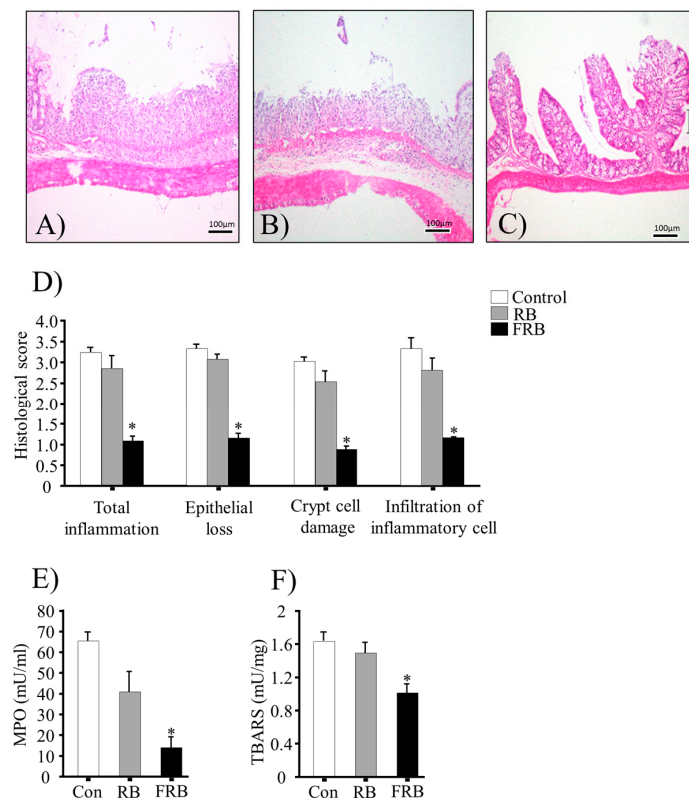 A)
100μm
B)
100μm
C)
100μm
D)
Control
RB
FRB
Histological score
4.0
3.5
3.0
2.5
2.0
1.5
1.0
0.5
0
*
*
*
*
Total
inflammation
Epithelial
loss
Crypt cell
damage
Infiltration of
inflammatory cell
E)
MPO (mU/ml)
80
70
60
50
40
30
20
10
0
*
Con RB FRB
F)
TBARS (mU/mg)
2
1.6
1.2
0.8
0.4
0
*
Con RB FRB